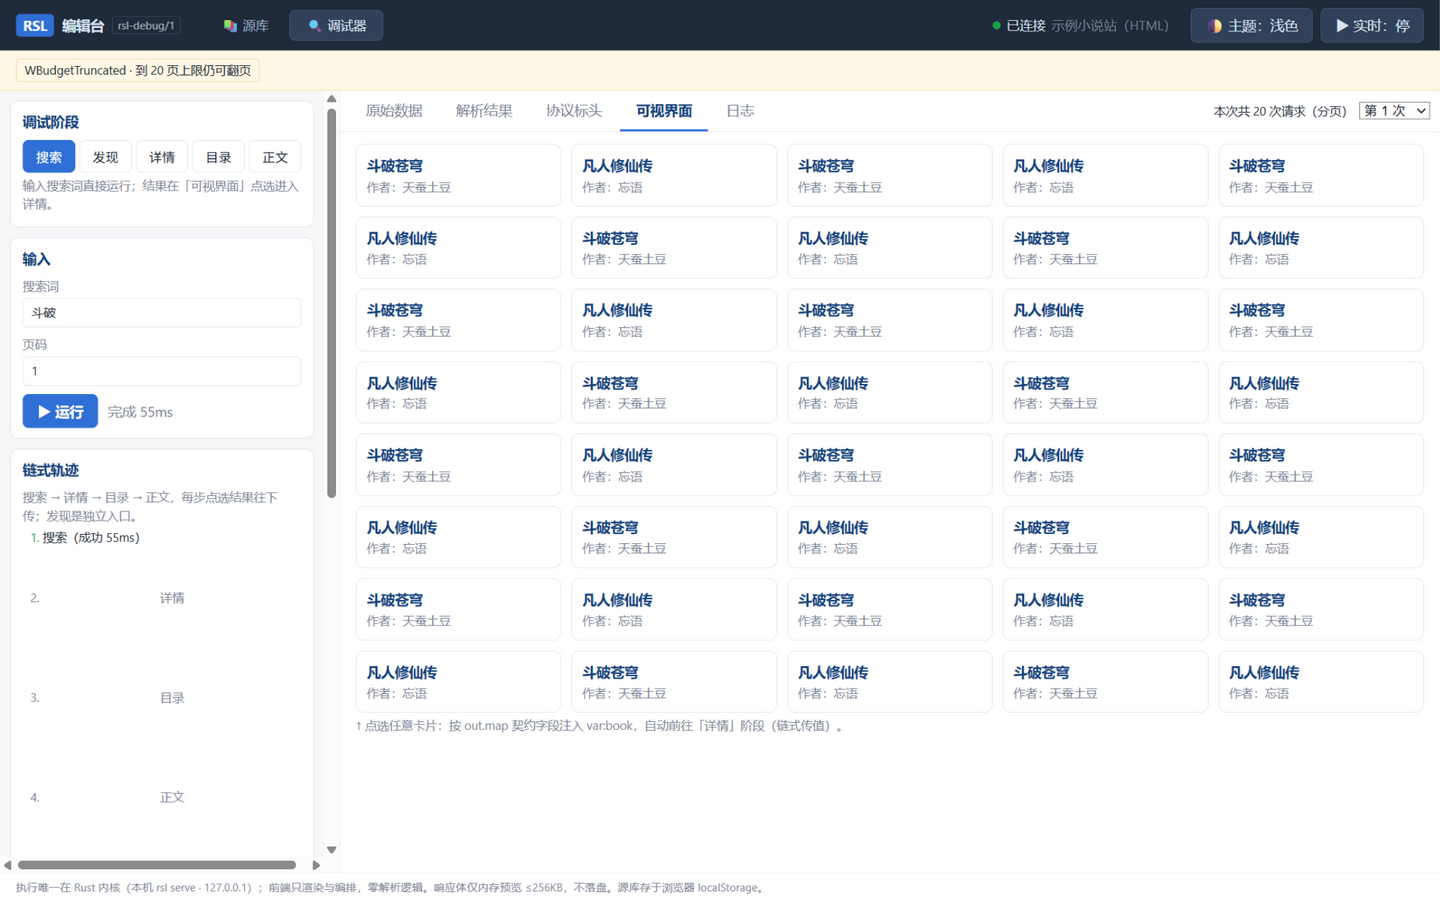 RSL 编辑台 rsl-debug/1 源库 调试器 已连接 示例小说站（HTML） 主题：浅色 ▶ 实时：停
WBudgetTruncated · 到 20 页上限仍可翻页
调试阶段
搜索 发现 详情 目录 正文
输入搜索词直接运行；结果在「可视界面」点选进入
详情。
输入
搜索词
斗破
页码
1
▶ 运行 完成 55ms
链式轨迹
搜索 → 详情 → 目录 → 正文，每步点选结果往下
传；发现是独立入口。
1. 搜索（成功 55ms）
2. 详情
3. 目录
4. 正文
原始数据 解析结果 协议标头 可视界面 日志 本次共 20 次请求（分页） 第 1 次
斗破苍穹 凡人修仙传 斗破苍穹 凡人修仙传 斗破苍穹
作者：天蚕土豆 作者：忘语 作者：天蚕土豆 作者：忘语 作者：天蚕土豆
凡人修仙传 斗破苍穹 凡人修仙传 斗破苍穹 凡人修仙传
作者：忘语 作者：天蚕土豆 作者：忘语 作者：天蚕土豆 作者：忘语
斗破苍穹 凡人修仙传 斗破苍穹 凡人修仙传 斗破苍穹
作者：天蚕土豆 作者：忘语 作者：天蚕土豆 作者：忘语 作者：天蚕土豆
凡人修仙传 斗破苍穹 凡人修仙传 斗破苍穹 凡人修仙传
作者：忘语 作者：天蚕土豆 作者：忘语 作者：天蚕土豆 作者：忘语
斗破苍穹 凡人修仙传 斗破苍穹 凡人修仙传 斗破苍穹
作者：天蚕土豆 作者：忘语 作者：天蚕土豆 作者：忘语 作者：天蚕土豆
凡人修仙传 斗破苍穹 凡人修仙传 斗破苍穹 凡人修仙传
作者：忘语 作者：天蚕土豆 作者：忘语 作者：天蚕土豆 作者：忘语
斗破苍穹 凡人修仙传 斗破苍穹 凡人修仙传 斗破苍穹
作者：天蚕土豆 作者：忘语 作者：天蚕土豆 作者：忘语 作者：天蚕土豆
凡人修仙传 斗破苍穹 凡人修仙传 斗破苍穹 凡人修仙传
作者：忘语 作者：天蚕土豆 作者：忘语 作者：天蚕土豆 作者：忘语
↑ 点选任意卡片：按 out.map 契约字段注入 var:book，自动前往「详情」阶段（链式传值）。
执行唯一在 Rust 内核（本机 rsl serve · 127.0.0.1）；前端只渲染与编排，零解析逻辑。响应体仅内存预览 ≤256KB，不落盘。源库存于浏览器 localStorage。